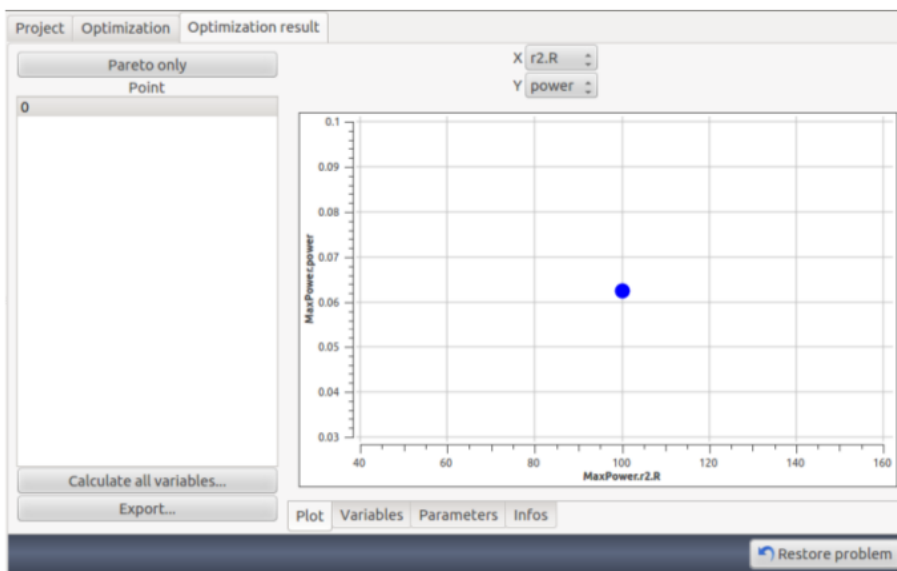 Project Optimization Optimization result
Pareto only
Point
0
X r2.R
Y power
0.1
0.09
0.08
0.07
0.06
0.05
0.04
0.03
MaxPower.power
40 60 80 100 120 140 160
MaxPower.r2.R
Calculate all variables...
Export...
Plot Variables Parameters Infos
Restore problem